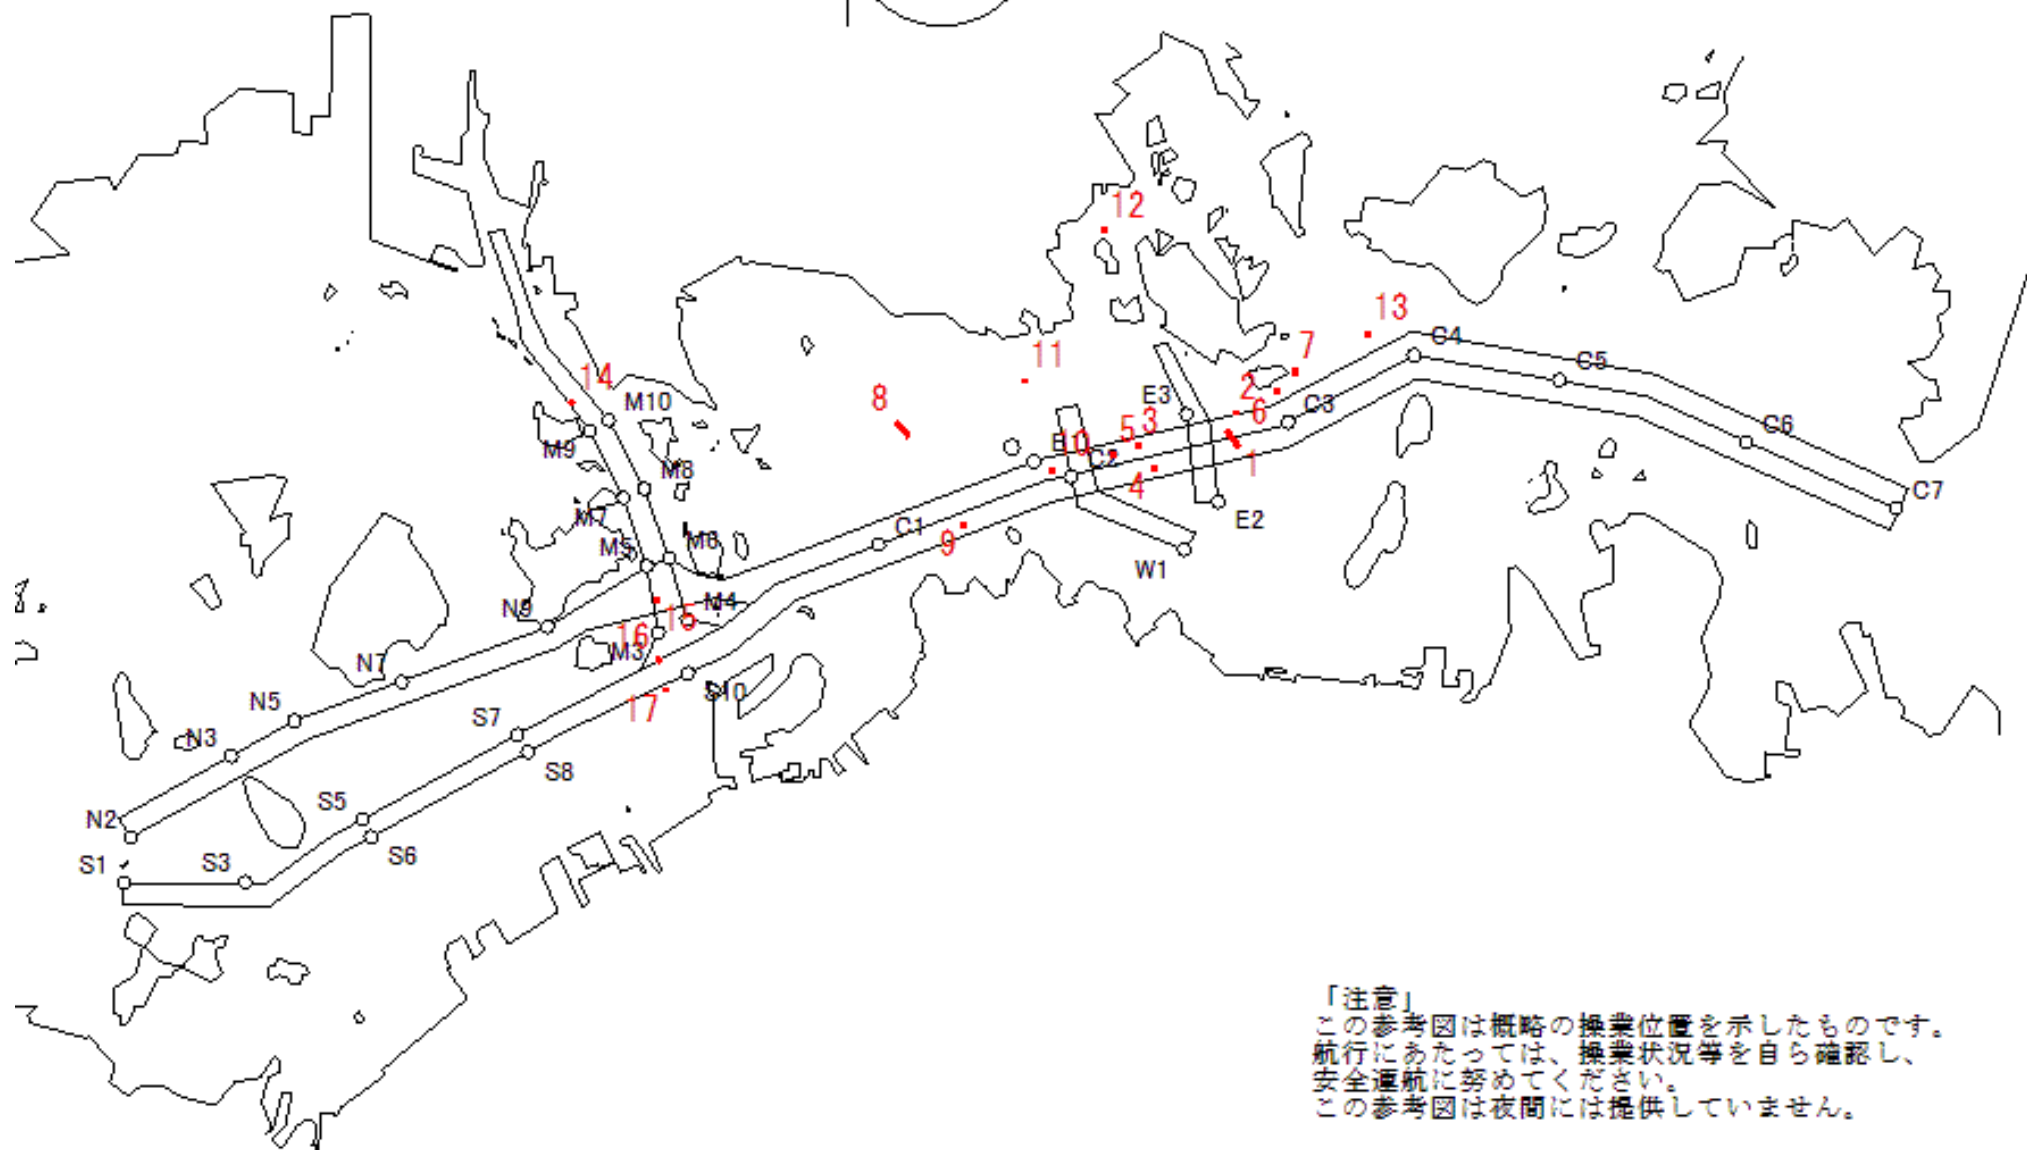 12
13
C4
7
11
C5
14
2
8
M10
E3
3
6
C3
5
E1
10
C6
M9
C2
1
M8
4
C7
M7
C1
E2
9
M5
M6
W1
N9
M4
15
16
M3
N7
S10
17
N5
S7
N3
S8
S5
N2
S6
S1
S3
「注意」
この参考図は概略の操業位置を示したものです。
航行にあたっては、操業状況等を自ら確認し、
安全運航に努めてください。
この参考図は夜間には提供していません。